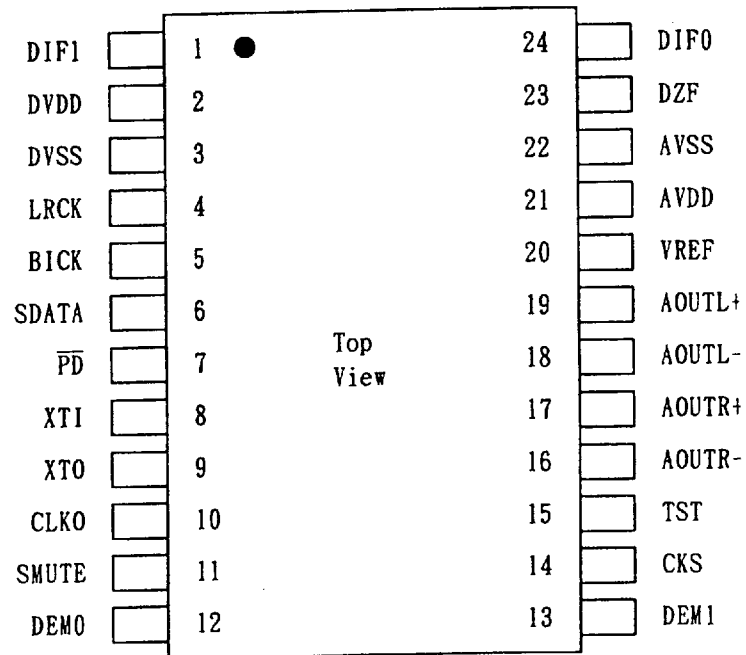 DIF1 1 24 DIF0
DVDD 2 23 DZF
DVSS 3 22 AVSS
LRCK 4 21 AVDD
BICK 5 20 VREF
SDATA 6 19 AOUTL+
P̅D̅ 7 18 AOUTL-
XTI 8 17 AOUTR+
XTO 9 16 AOUTR-
CLKO 10 15 TST
SMUTE 11 14 CKS
DEM0 12 13 DEM1
Top
View